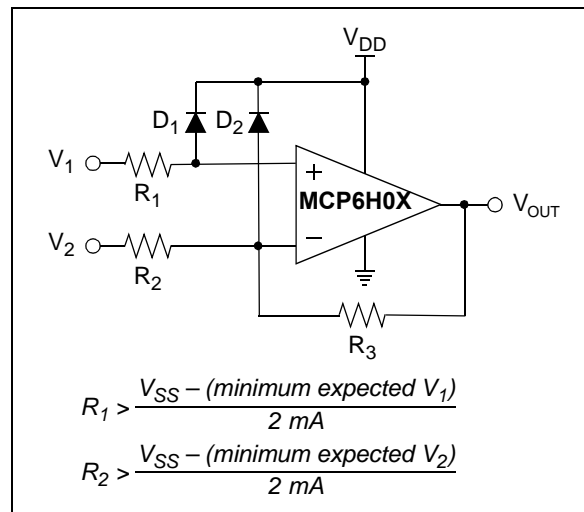 V_DD
D_1 D_2
V_1
R_1
+
MCP6H0X
V_OUT
V_2
R_2
–
R_3
R_1 > V_SS – (minimum expected V_1) / 2 mA
R_2 > V_SS – (minimum expected V_2) / 2 mA